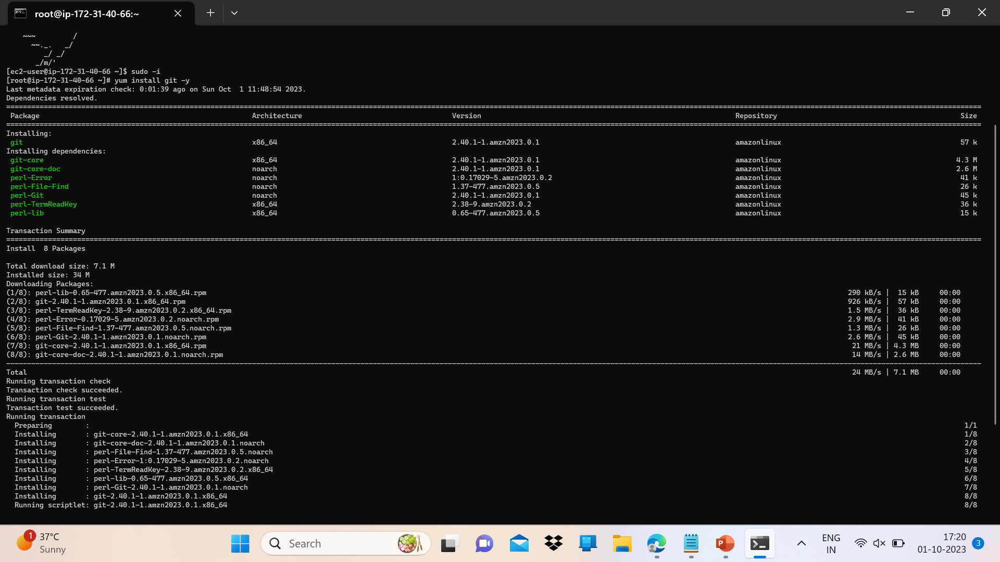 root@ip-172-31-40-66:~
~~~         /
~~._.   _/
_/ _/
_/m/'
[ec2-user@ip-172-31-40-66 ~]$ sudo -i
[root@ip-172-31-40-66 ~]# yum install git -y
Last metadata expiration check: 0:01:39 ago on Sun Oct  1 11:48:54 2023.
Dependencies resolved.
Package Architecture Version Repository Size
Installing:
git x86_64 2.40.1-1.amzn2023.0.1 amazonlinux 57 k
Installing dependencies:
git-core x86_64 2.40.1-1.amzn2023.0.1 amazonlinux 4.3 M
git-core-doc noarch 2.40.1-1.amzn2023.0.1 amazonlinux 2.6 M
perl-Error noarch 1:0.17029-5.amzn2023.0.2 amazonlinux 41 k
perl-File-Find noarch 1.37-477.amzn2023.0.5 amazonlinux 26 k
perl-Git noarch 2.40.1-1.amzn2023.0.1 amazonlinux 45 k
perl-TermReadKey x86_64 2.38-9.amzn2023.0.2 amazonlinux 36 k
perl-lib x86_64 0.65-477.amzn2023.0.5 amazonlinux 15 k
Transaction Summary
Install  8 Packages
Total download size: 7.1 M
Installed size: 34 M
Downloading Packages:
(1/8): perl-lib-0.65-477.amzn2023.0.5.x86_64.rpm 290 kB/s |  15 kB 00:00
(2/8): git-2.40.1-1.amzn2023.0.1.x86_64.rpm 926 kB/s |  57 kB 00:00
(3/8): perl-TermReadKey-2.38-9.amzn2023.0.2.x86_64.rpm 1.5 MB/s |  36 kB 00:00
(4/8): perl-Error-0.17029-5.amzn2023.0.2.noarch.rpm 2.9 MB/s |  41 kB 00:00
(5/8): perl-File-Find-1.37-477.amzn2023.0.5.noarch.rpm 1.3 MB/s |  26 kB 00:00
(6/8): perl-Git-2.40.1-1.amzn2023.0.1.noarch.rpm 2.6 MB/s |  45 kB 00:00
(7/8): git-core-2.40.1-1.amzn2023.0.1.x86_64.rpm 21 MB/s | 4.3 MB 00:00
(8/8): git-core-doc-2.40.1-1.amzn2023.0.1.noarch.rpm 14 MB/s | 2.6 MB 00:00
Total 24 MB/s | 7.1 MB 00:00
Running transaction check
Transaction check succeeded.
Running transaction test
Transaction test succeeded.
Running transaction
Preparing        : 1/1
Installing       : git-core-2.40.1-1.amzn2023.0.1.x86_64 1/8
Installing       : git-core-doc-2.40.1-1.amzn2023.0.1.noarch 2/8
Installing       : perl-File-Find-1.37-477.amzn2023.0.5.noarch 3/8
Installing       : perl-Error-1:0.17029-5.amzn2023.0.2.noarch 4/8
Installing       : perl-TermReadKey-2.38-9.amzn2023.0.2.x86_64 5/8
Installing       : perl-lib-0.65-477.amzn2023.0.5.x86_64 6/8
Installing       : perl-Git-2.40.1-1.amzn2023.0.1.noarch 7/8
Installing       : git-2.40.1-1.amzn2023.0.1.x86_64 8/8
Running scriptlet: git-2.40.1-1.amzn2023.0.1.x86_64 8/8
1 37°C
Sunny
Search
P
ENG
IN
17:20
01-10-2023
3